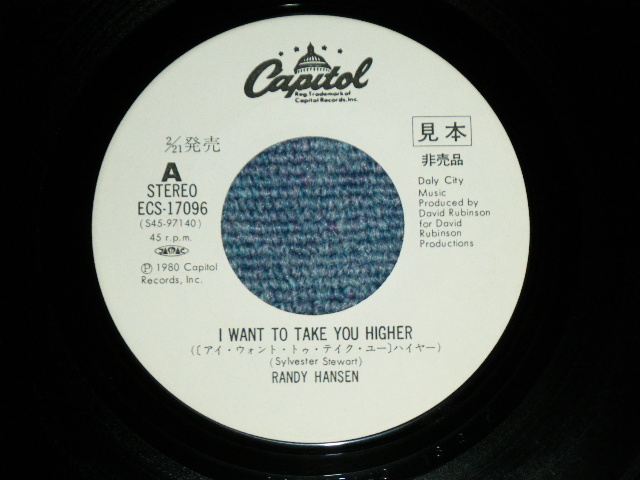 Capitol
Reg. Trademark of
Capitol Records, Inc.
2/21発売
見本
非売品
A
STEREO
ECS-17096
(S45-97140)
45 r.p.m.
JASRAC
Ⓟ 1980 Capitol
Records, Inc.
Daly City
Music
Produced by
David Rubinson
for David
Rubinson
Productions
I WANT TO TAKE YOU HIGHER
(〔アイ・ウォント・トゥ・テイク・ユー〕ハイヤー)
(Sylvester Stewart)
RANDY HANSEN